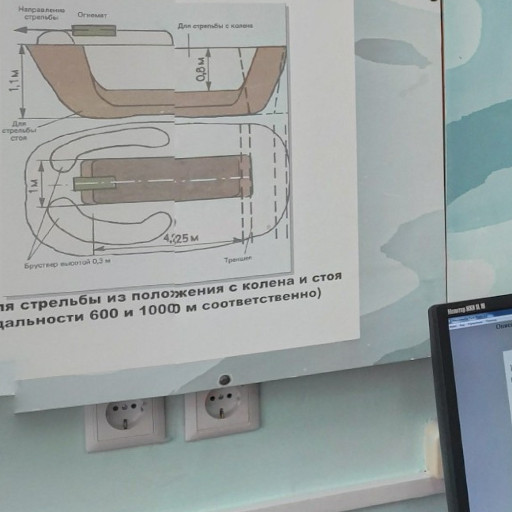 Направление
стрельбы
Огнемет
Для стрельбы с колена
1,1 м
0,8 м
Для
стрельбы
стоя
1 м
4,25 м
Бруствер высотой 0,3 м
Траншея
ля стрельбы из положения с колена и стоя
дальности 600 и 1000 м соответственно)